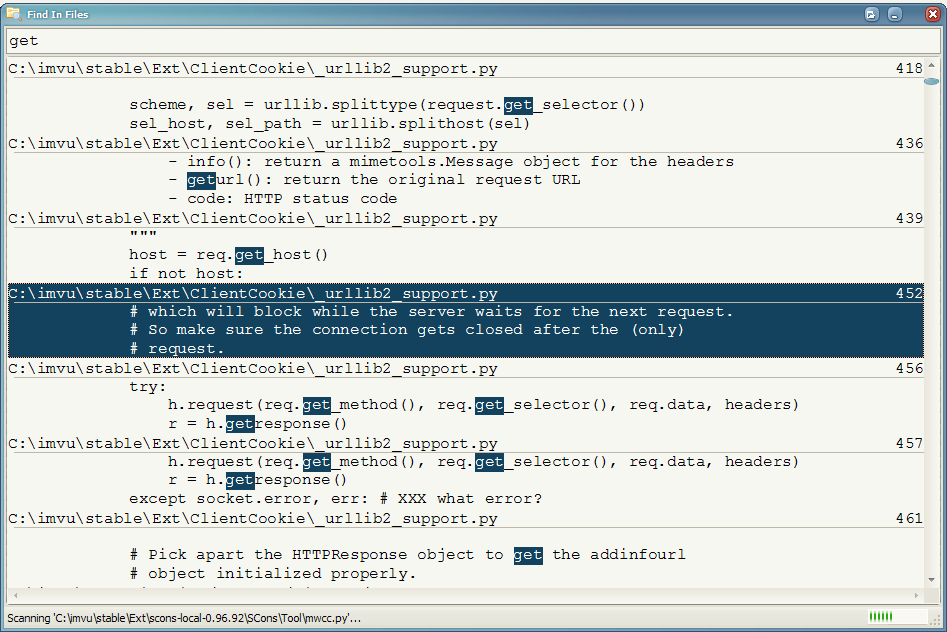 Find In Files
get
C:\imvu\stable\Ext\ClientCookie\_urllib2_support.py 418
scheme, sel = urllib.splittype(request.get_selector())
sel_host, sel_path = urllib.splithost(sel)
C:\imvu\stable\Ext\ClientCookie\_urllib2_support.py 436
- info(): return a mimetools.Message object for the headers
- geturl(): return the original request URL
- code: HTTP status code
C:\imvu\stable\Ext\ClientCookie\_urllib2_support.py 439
"""
host = req.get_host()
if not host:
C:\imvu\stable\Ext\ClientCookie\_urllib2_support.py 452
# which will block while the server waits for the next request.
# So make sure the connection gets closed after the (only)
# request.
C:\imvu\stable\Ext\ClientCookie\_urllib2_support.py 456
try:
h.request(req.get_method(), req.get_selector(), req.data, headers)
r = h.getresponse()
C:\imvu\stable\Ext\ClientCookie\_urllib2_support.py 457
h.request(req.get_method(), req.get_selector(), req.data, headers)
r = h.getresponse()
except socket.error, err: # XXX what error?
C:\imvu\stable\Ext\ClientCookie\_urllib2_support.py 461
# Pick apart the HTTPResponse object to get the addinfourl
# object initialized properly.
Scanning 'C:\imvu\stable\Ext\scons-local-0.96.92\SCons\Tool\mwcc.py'...